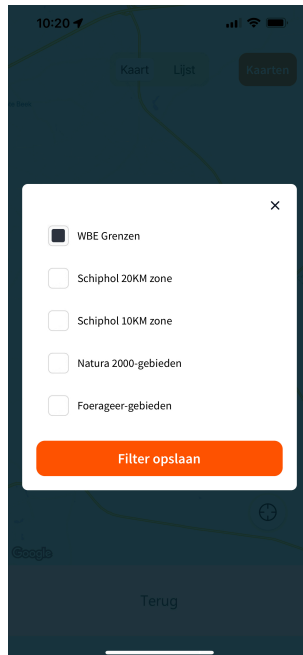 10:20
Kaart Lijst Kaarten
WBE Grenzen
Schiphol 20KM zone
Schiphol 10KM zone
Natura 2000-gebieden
Foerageer-gebieden
Filter opslaan
Google
Terug